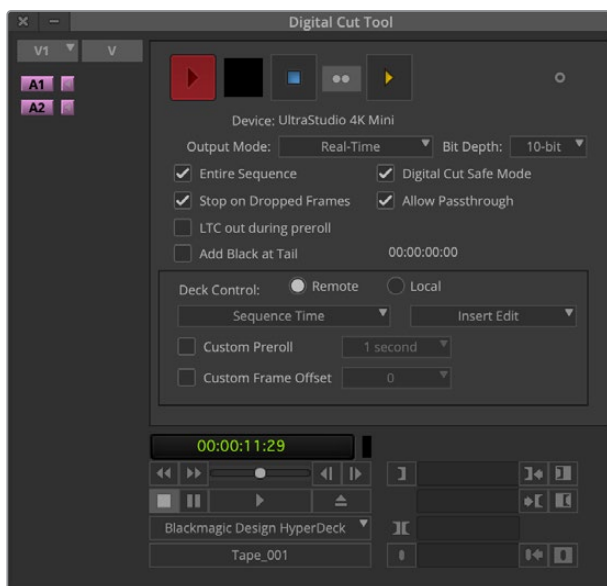 Digital Cut Tool
V1 V
A1
A2
Device: UltraStudio 4K Mini
Output Mode: Real-Time Bit Depth: 10-bit
Entire Sequence Digital Cut Safe Mode
Stop on Dropped Frames Allow Passthrough
LTC out during preroll
Add Black at Tail 00:00:00:00
Deck Control: Remote Local
Sequence Time Insert Edit
Custom Preroll 1 second
Custom Frame Offset 0
00:00:11:29
Blackmagic Design HyperDeck
Tape_001